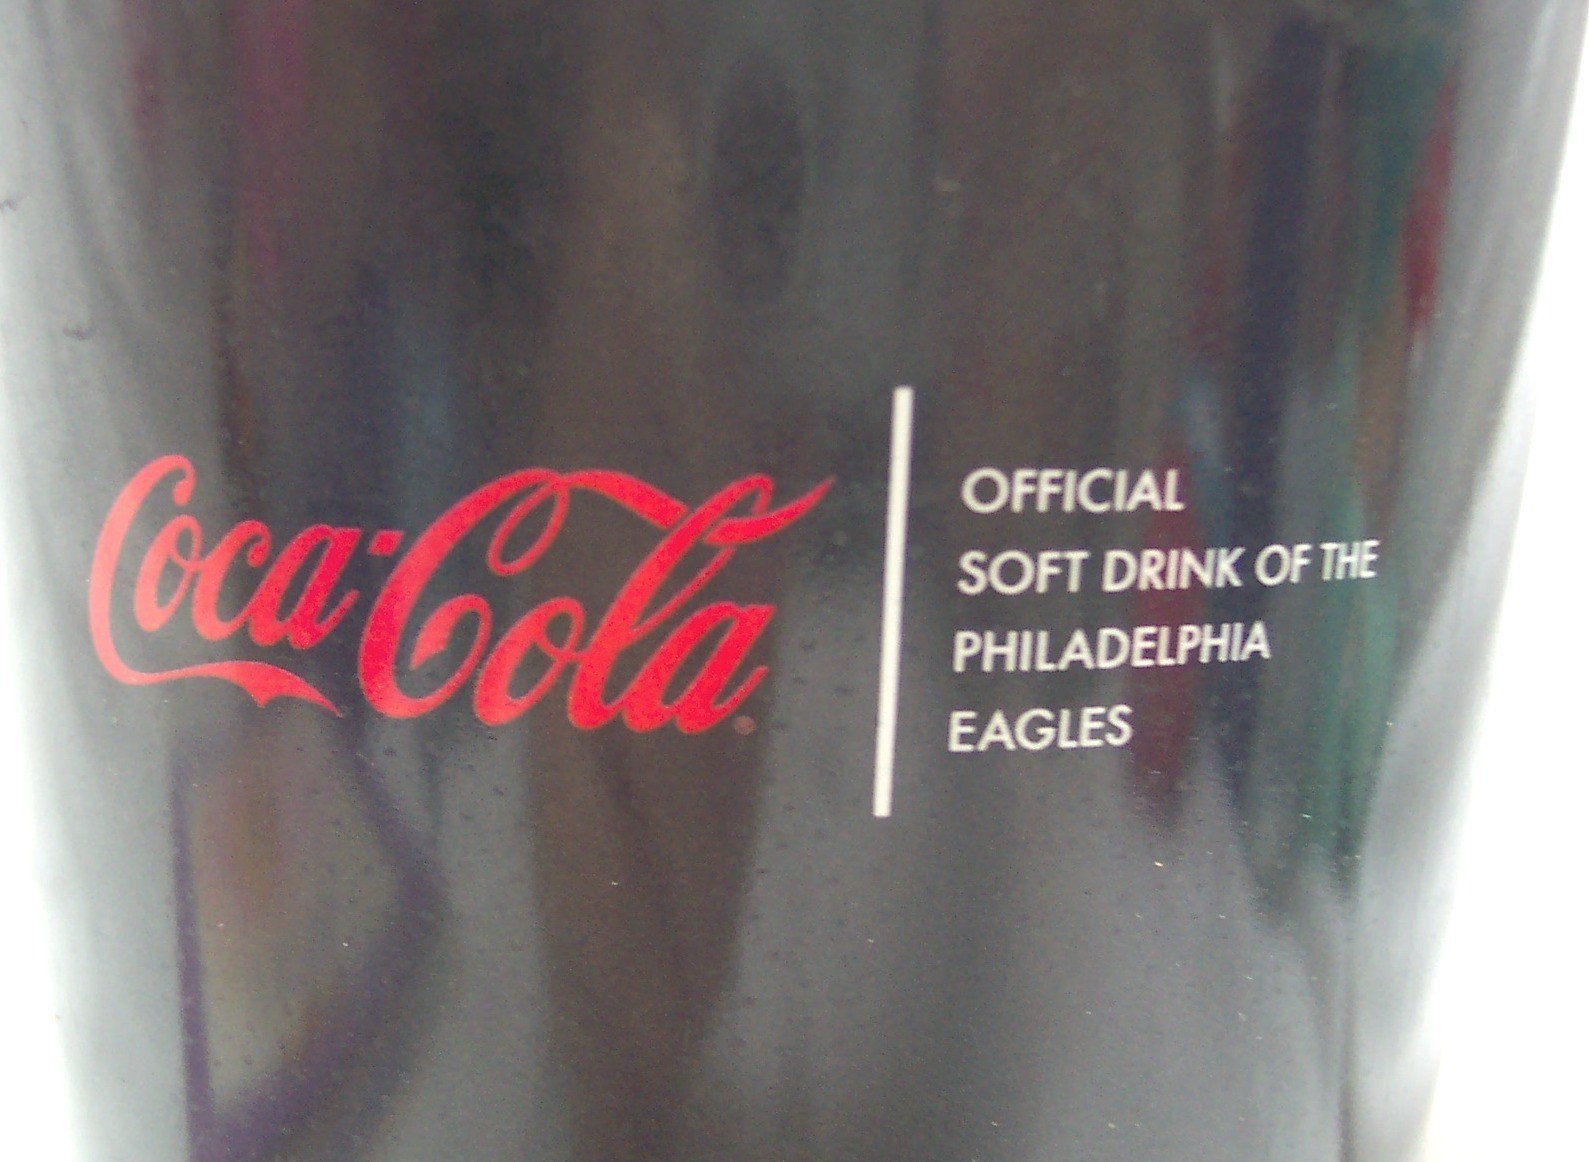 Coca-Cola
OFFICIAL
SOFT DRINK OF THE
PHILADELPHIA
EAGLES